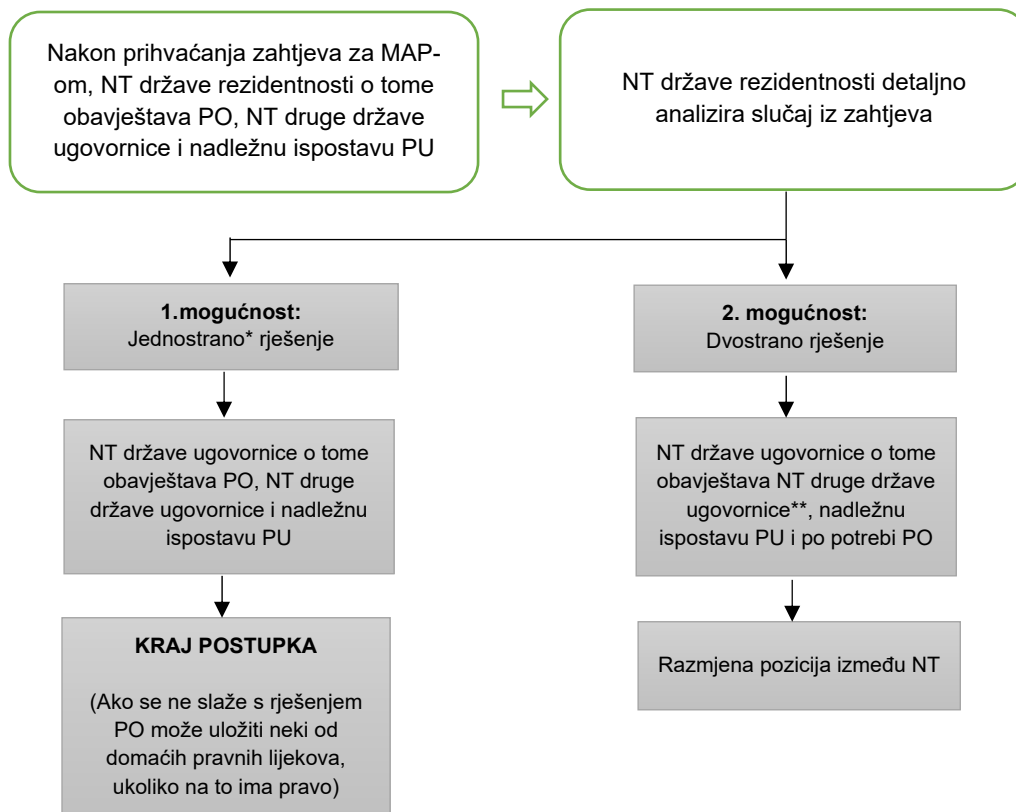 Nakon prihvaćanja zahtjeva za MAP-
om, NT države rezidentnosti o tome
obavještava PO, NT druge države
ugovornice i nadležnu ispostavu PU
NT države rezidentnosti detaljno
analizira slučaj iz zahtjeva
1.mogućnost:
Jednostrano* rješenje
2. mogućnost:
Dvostrano rješenje
NT države ugovornice o tome
obavještava PO, NT druge
države ugovornice i nadležnu
ispostavu PU
NT države ugovornice o tome
obavještava NT druge države
ugovornice**, nadležnu
ispostavu PU i po potrebi PO
KRAJ POSTUPKA
(Ako se ne slaže s rješenjem
PO može uložiti neki od
domaćih pravnih lijekova,
ukoliko na to ima pravo)
Razmjena pozicija između NT